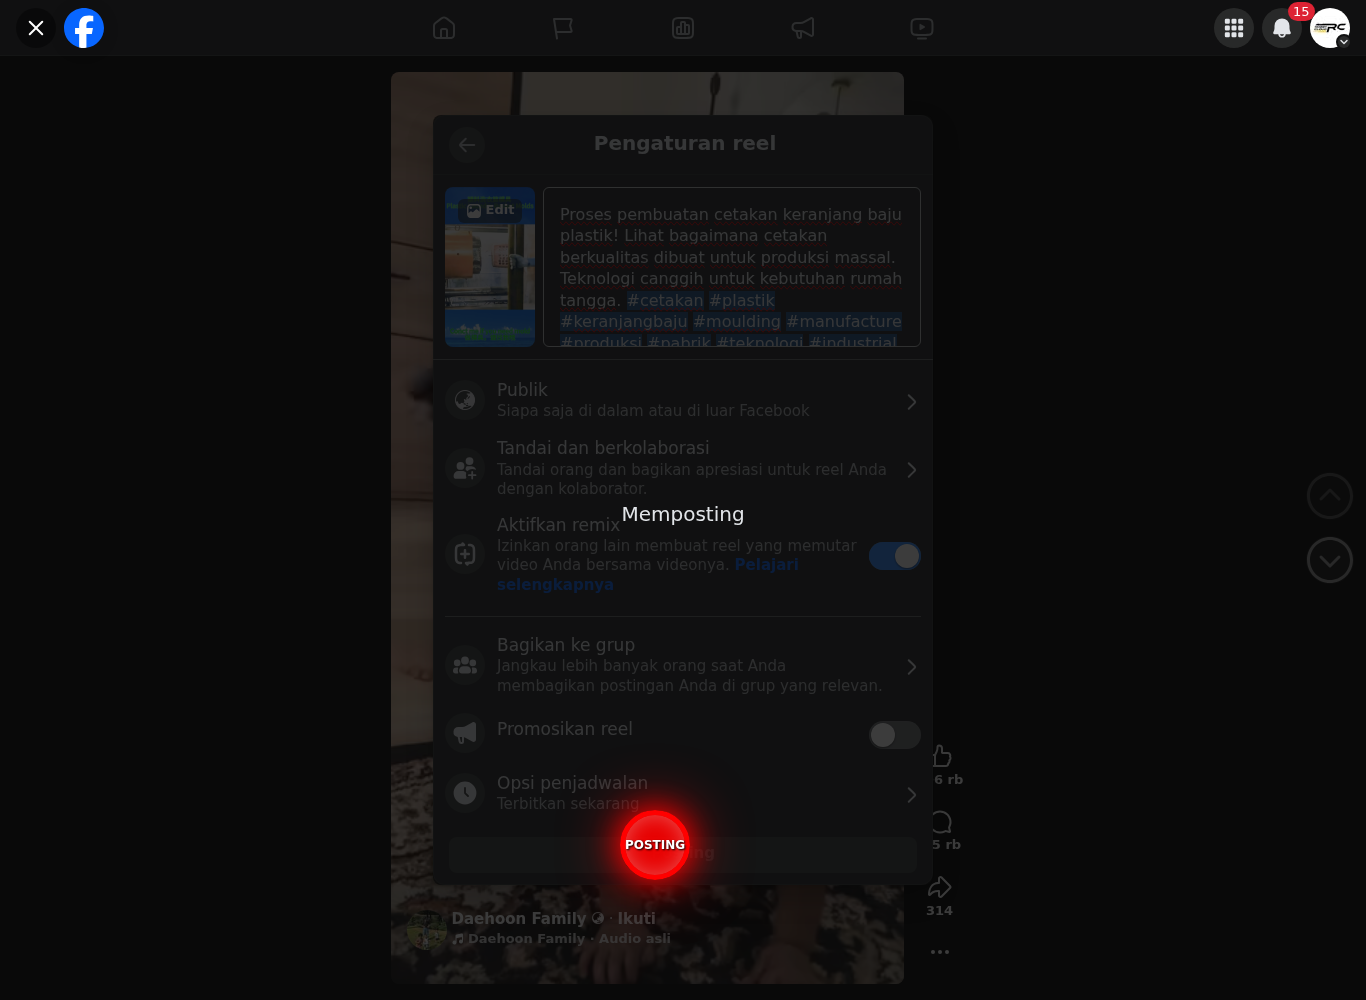 15
Pengaturan reel
Edit
Proses pembuatan cetakan keranjang baju
plastik! Lihat bagaimana cetakan
berkualitas dibuat untuk produksi massal.
Teknologi canggih untuk kebutuhan rumah
tangga. #cetakan #plastik
#keranjangbaju #moulding #manufacture
#produksi #pabrik #teknologi #industrial
Publik
Siapa saja di dalam atau di luar Facebook
Tandai dan berkolaborasi
Tandai orang dan bagikan apresiasi untuk reel Anda
dengan kolaborator.
Memposting
Aktifkan remix
Izinkan orang lain membuat reel yang memutar
video Anda bersama videonya. Pelajari
selengkapnya
Bagikan ke grup
Jangkau lebih banyak orang saat Anda
membagikan postingan Anda di grup yang relevan.
Promosikan reel
6 rb
Opsi penjadwalan
Terbitkan sekarang
POSTING
5 rb
314
Daehoon Family · Ikuti
Daehoon Family · Audio asli